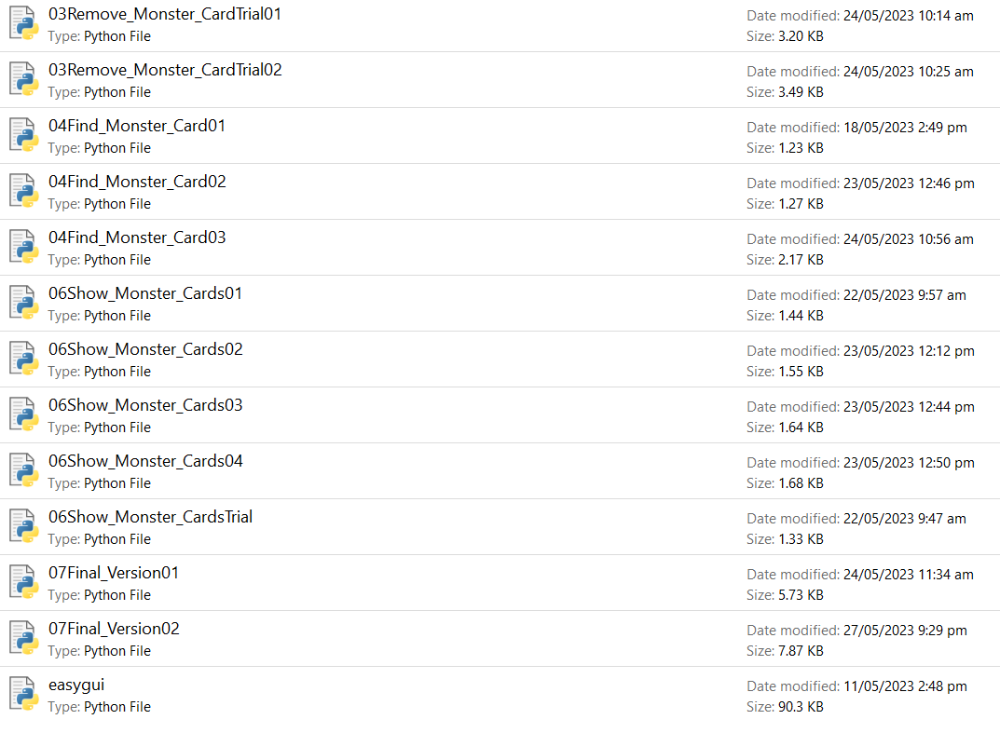 03Remove_Monster_CardTrial01 Date modified: 24/05/2023 10:14 am
Type: Python File Size: 3.20 KB
03Remove_Monster_CardTrial02 Date modified: 24/05/2023 10:25 am
Type: Python File Size: 3.49 KB
04Find_Monster_Card01 Date modified: 18/05/2023 2:49 pm
Type: Python File Size: 1.23 KB
04Find_Monster_Card02 Date modified: 23/05/2023 12:46 pm
Type: Python File Size: 1.27 KB
04Find_Monster_Card03 Date modified: 24/05/2023 10:56 am
Type: Python File Size: 2.17 KB
06Show_Monster_Cards01 Date modified: 22/05/2023 9:57 am
Type: Python File Size: 1.44 KB
06Show_Monster_Cards02 Date modified: 23/05/2023 12:12 pm
Type: Python File Size: 1.55 KB
06Show_Monster_Cards03 Date modified: 23/05/2023 12:44 pm
Type: Python File Size: 1.64 KB
06Show_Monster_Cards04 Date modified: 23/05/2023 12:50 pm
Type: Python File Size: 1.68 KB
06Show_Monster_CardsTrial Date modified: 22/05/2023 9:47 am
Type: Python File Size: 1.33 KB
07Final_Version01 Date modified: 24/05/2023 11:34 am
Type: Python File Size: 5.73 KB
07Final_Version02 Date modified: 27/05/2023 9:29 pm
Type: Python File Size: 7.87 KB
easygui Date modified: 11/05/2023 2:48 pm
Type: Python File Size: 90.3 KB